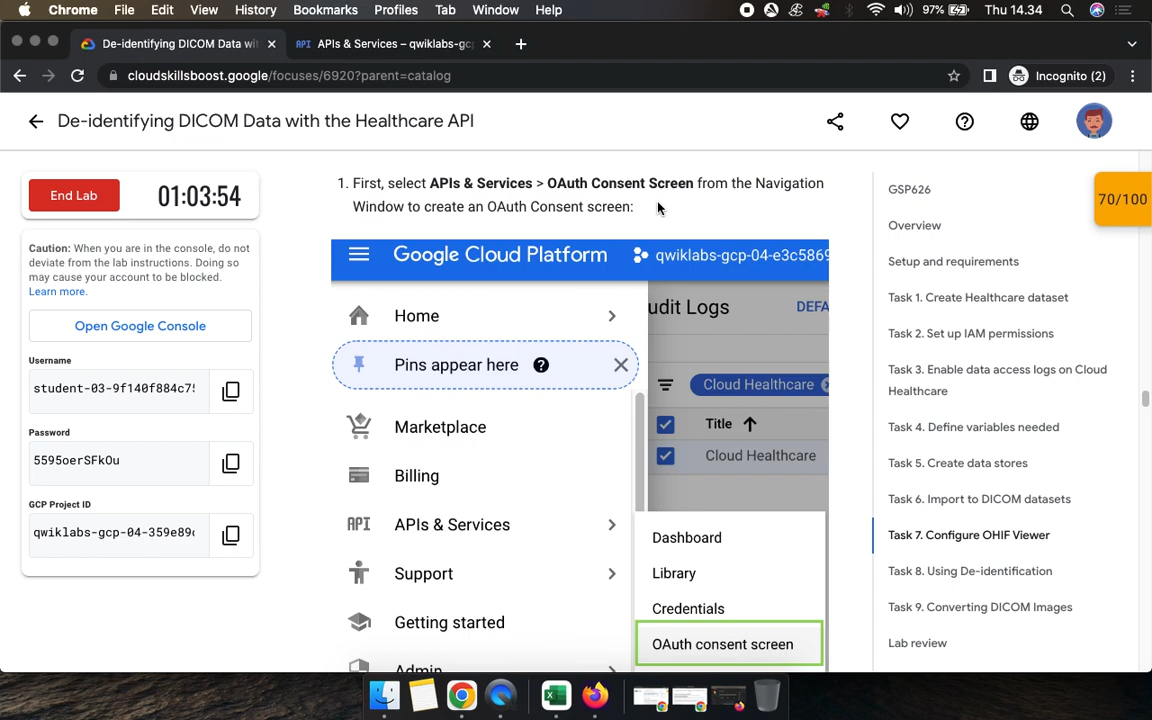 Chrome File Edit View History Bookmarks Profiles Tab Window Help 97% Thu 14.34
De-identifying DICOM Data wit
API APIs & Services – qwiklabs-gc
cloudskillsboost.google/focuses/6920?parent=catalog
Incognito (2)
De-identifying DICOM Data with the Healthcare API
End Lab 01:03:54
Caution: When you are in the console, do not
deviate from the lab instructions. Doing so
may cause your account to be blocked.
Learn more.
Open Google Console
Username
student-03-9f140f884c75
Password
5595oerSFkOu
GCP Project ID
qwiklabs-gcp-04-359e89
1. First, select APIs & Services > OAuth Consent Screen from the Navigation
Window to create an OAuth Consent screen:
Google Cloud Platform qwiklabs-gcp-04-e3c5869
Home
Pins appear here
Marketplace
Billing
API APIs & Services
Support
Getting started
Admin
udit Logs DEFA
Cloud Healthcare
Title
Cloud Healthcare
Dashboard
Library
Credentials
OAuth consent screen
GSP626
Overview
Setup and requirements
Task 1. Create Healthcare dataset
Task 2. Set up IAM permissions
Task 3. Enable data access logs on Cloud
Healthcare
Task 4. Define variables needed
Task 5. Create data stores
Task 6. Import to DICOM datasets
Task 7. Configure OHIF Viewer
Task 8. Using De-identification
Task 9. Converting DICOM Images
Lab review
70/100